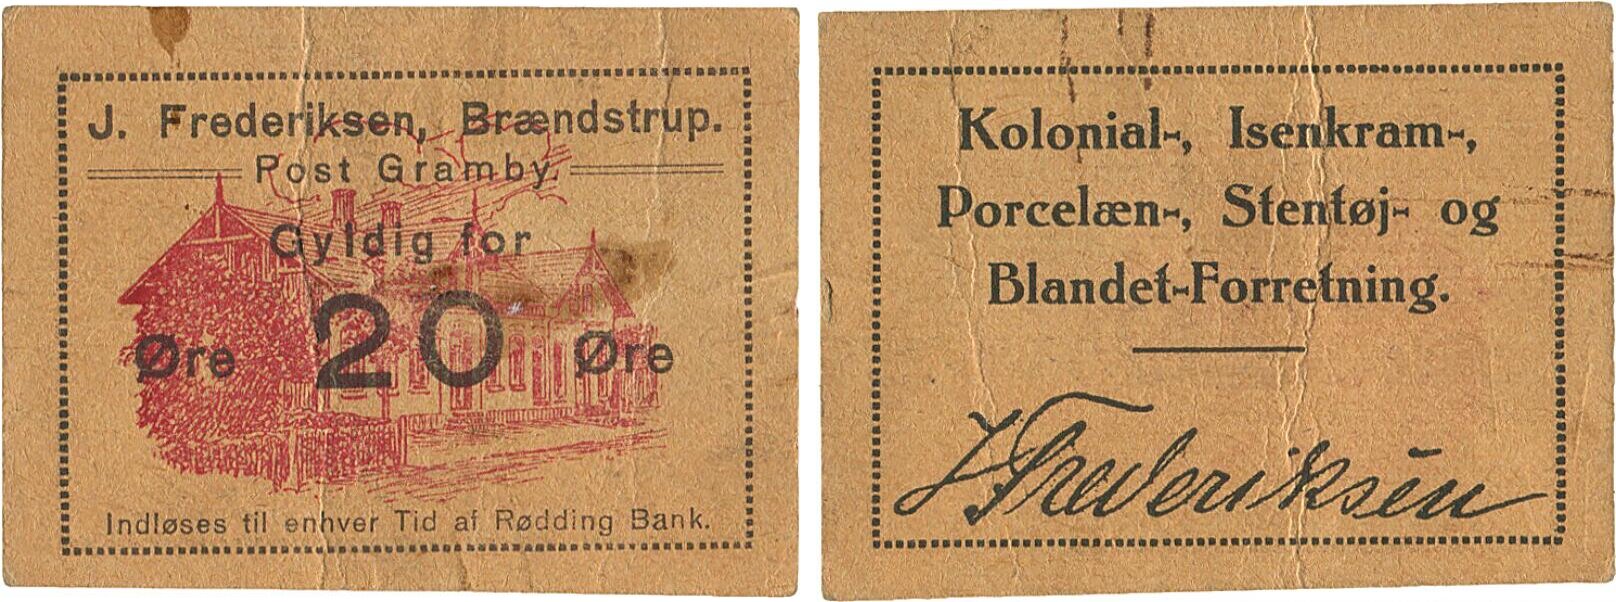 J. Frederiksen, Brændstrup.
Post Gramby.
Gyldig for
Øre 20 Øre
Indløses til enhver Tid af Rødding Bank.
Kolonial-, Isenkram-,
Porcelæn-, Stentøj- og
Blandet-Forretning.
J Frederiksen